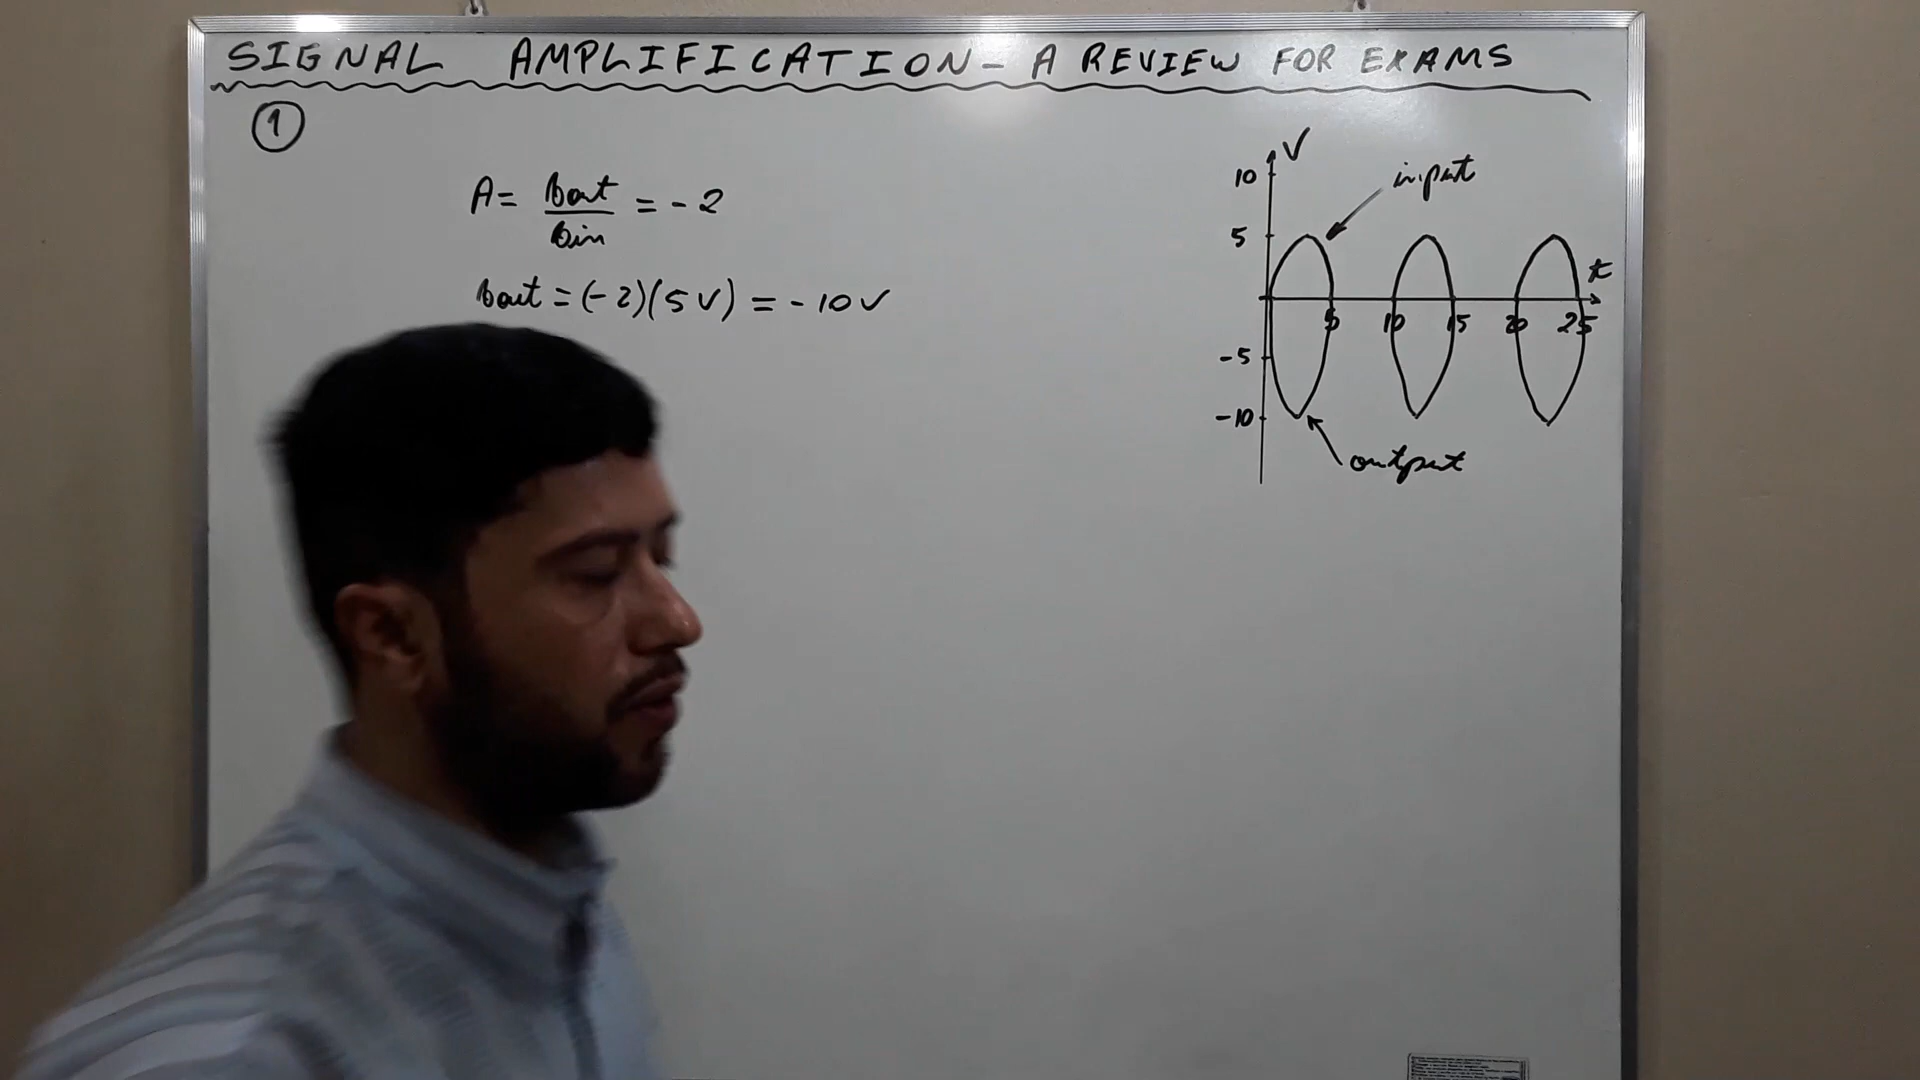 SIGNAL AMPLIFICATION - A REVIEW FOR EXAMS
1
A = vout/vin = -2
vout = (-2)(5V) = -10V
V
10
input
5
t
5 10 15 20 25
-5
-10
output